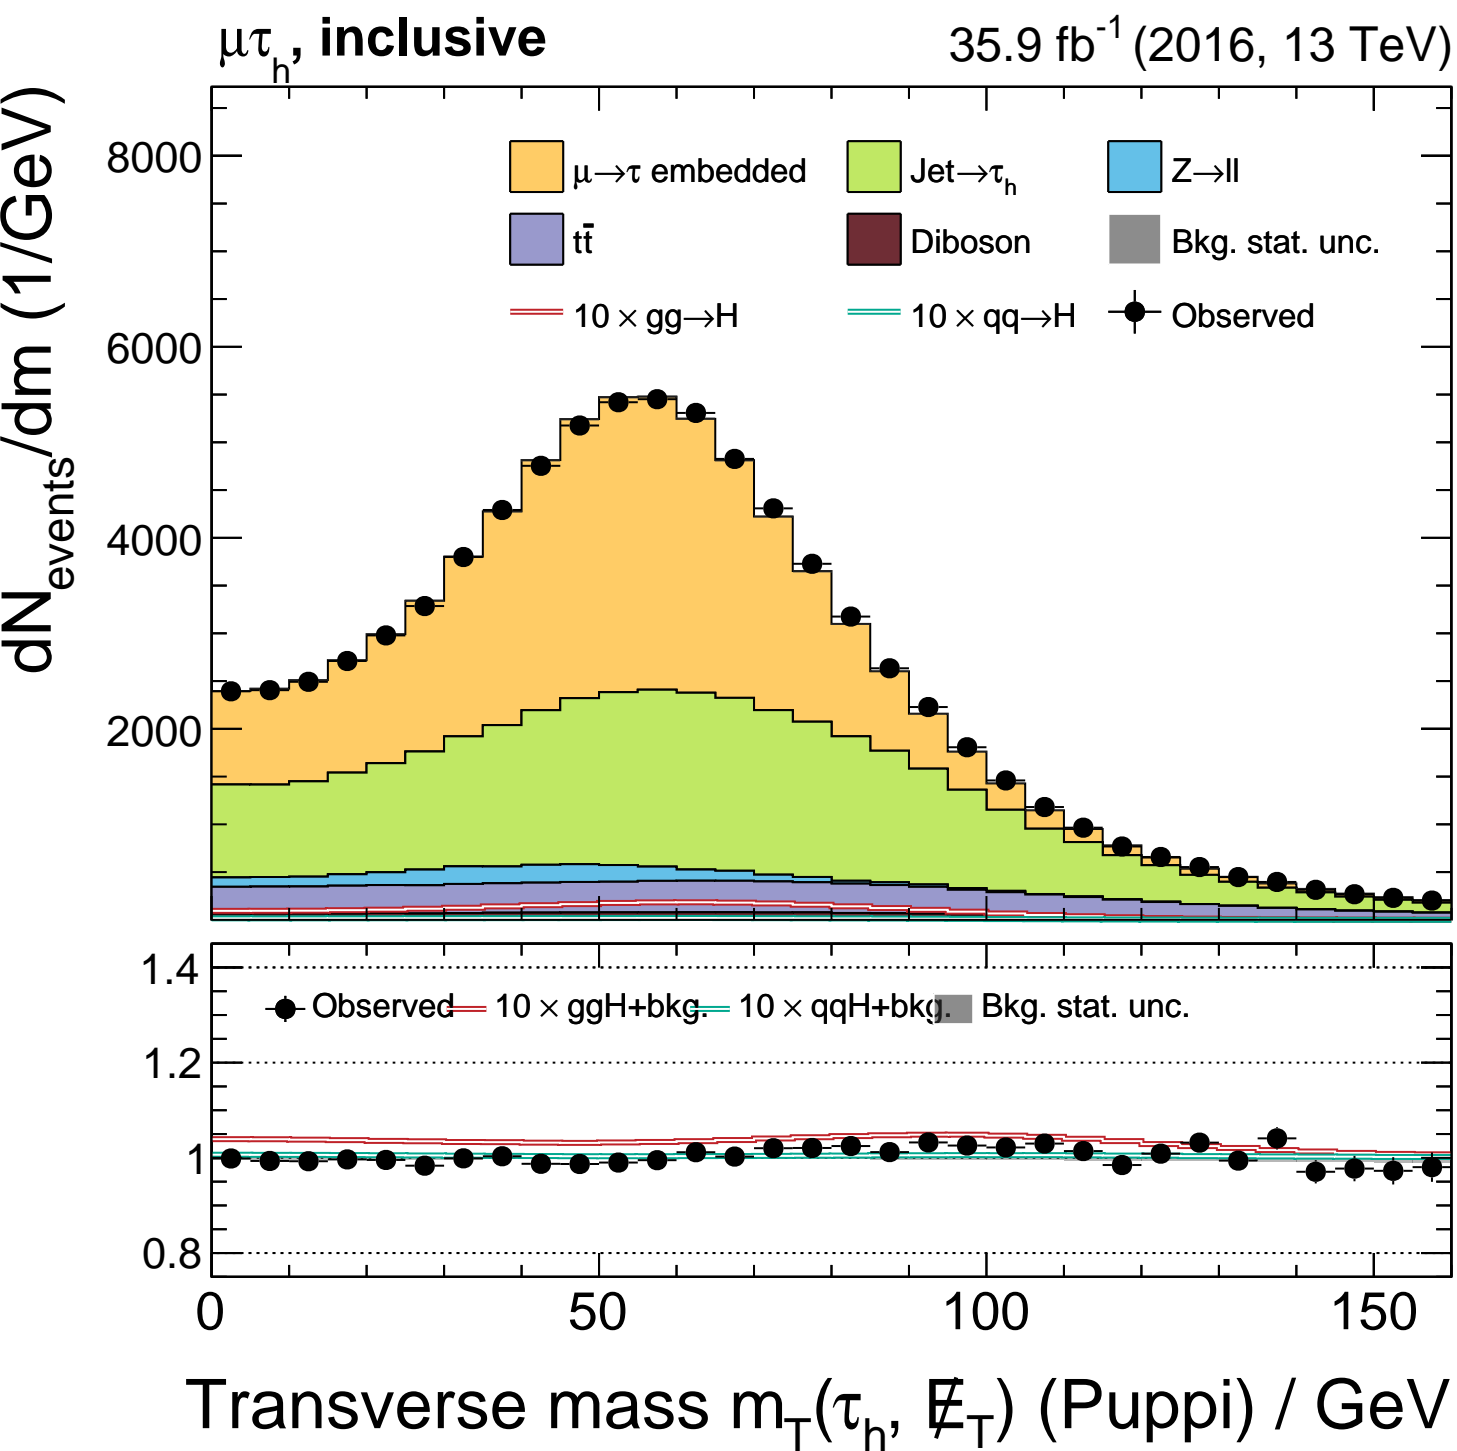 μτh, inclusive 35.9 fb-1 (2016, 13 TeV)
dNevents/dm (1/GeV)
8000
6000
4000
2000
μ→τ embedded Jet→τh Z→ll
tt̄ Diboson Bkg. stat. unc.
10 × gg→H 10 × qq→H Observed
1.4
1.2
1
0.8
Observed 10 × ggH+bkg. 10 × qqH+bkg. Bkg. stat. unc.
0 50 100 150
Transverse mass mT(τh, E̸T) (Puppi) / GeV